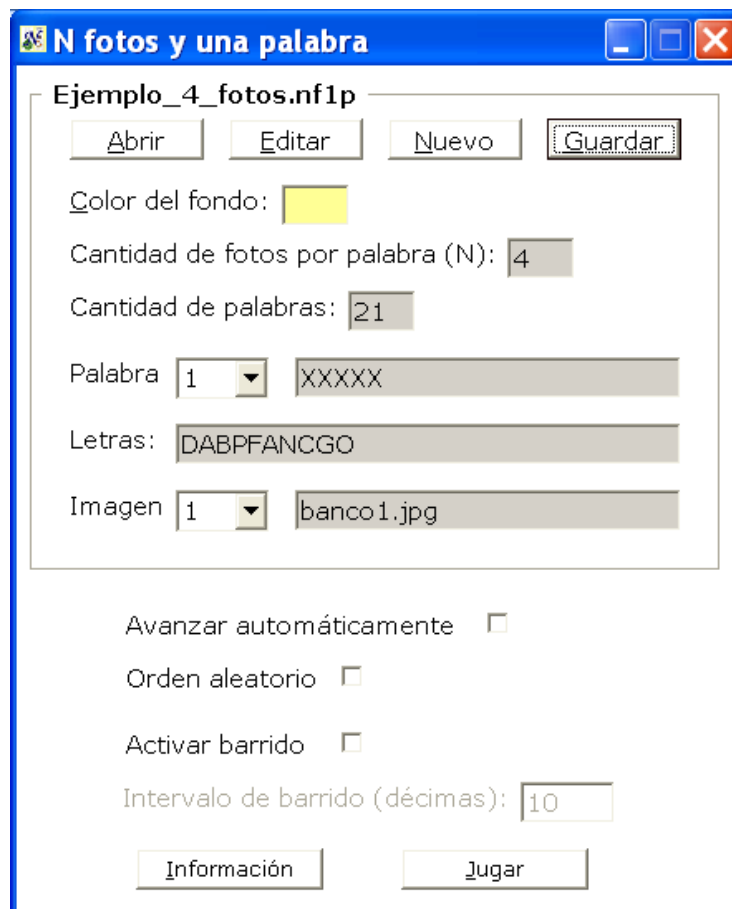 N fotos y una palabra
Ejemplo_4_fotos.nf1p
Abrir Editar Nuevo Guardar
Color del fondo:
Cantidad de fotos por palabra (N): 4
Cantidad de palabras: 21
Palabra 1 XXXXX
Letras: DABPFANCGO
Imagen 1 banco1.jpg
Avanzar automáticamente
Orden aleatorio
Activar barrido
Intervalo de barrido (décimas): 10
Información Jugar